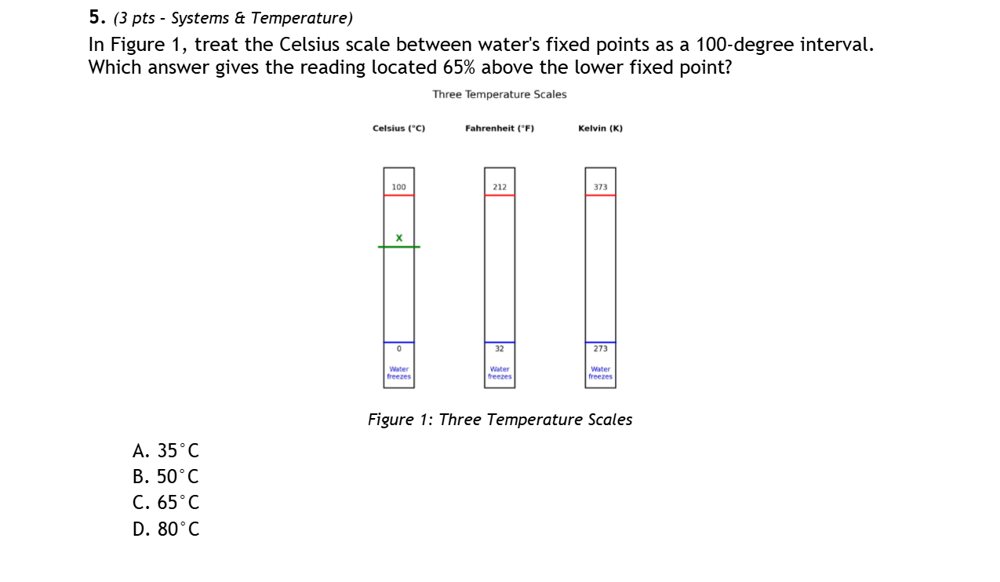 5. (3 pts - Systems & Temperature)
In Figure 1, treat the Celsius scale between water's fixed points as a 100-degree interval.
Which answer gives the reading located 65% above the lower fixed point?
Three Temperature Scales
Celsius (°C) Fahrenheit (°F) Kelvin (K)
100 212 373
X
0 32 273
Water Water Water
freezes freezes freezes
Figure 1: Three Temperature Scales
A. 35°C
B. 50°C
C. 65°C
D. 80°C